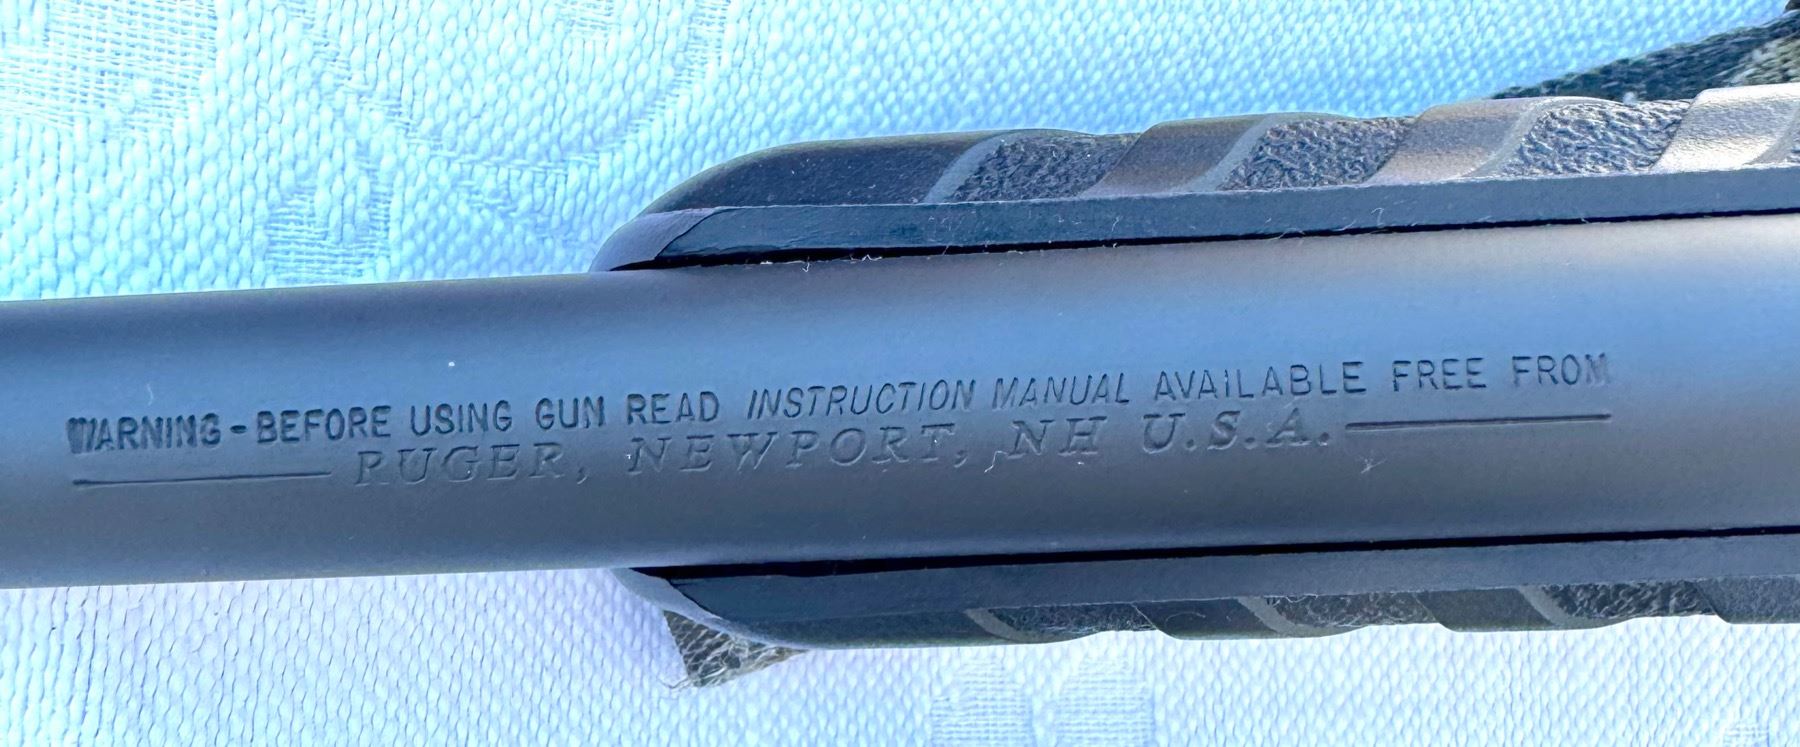 WARNING-BEFORE USING GUN READ INSTRUCTION MANUAL AVAILABLE FREE FROM
RUGER, NEWPORT, NH U.S.A.